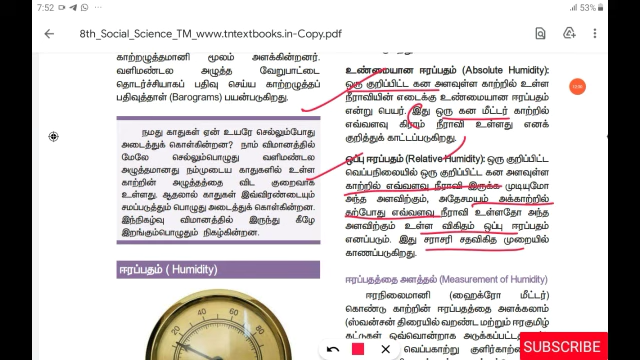 7:52
53%
8th_Social_Science_TM_www.tntextbooks.in-Copy.pdf
காற்றழுத்தமானி மூலம் அளக்கின்றனர்.
வளிமண்டல அழுத்த வேறுபாட்டை
தொடர்ச்சியாகப் பதிவு செய்ய காற்றழுத்தப்
பதிவுத்தாள் (Barograms) பயன்படுகிறது.
நமது காதுகள் ஏன் உயரே செல்லும்போது
அடைத்துக் கொள்கின்றன? நாம் விமானத்தில்
மேலே செல்லும்பொழுது வளிமண்டல
அழுத்தமானது நம்முடைய காதுகளில் உள்ள
காற்றின் அழுத்தத்தை விட குறைவாக
உள்ளது. ஆதலால் காதுகள் இவ்விரண்டையும்
சமப்படுத்தும் பொழுது அடைத்துக் கொள்கின்றன.
இந்நிகழ்வு விமானத்தில் இருந்து கீழே
இறங்கும்பொழுதும் நிகழ்கின்றன.
ஈரப்பதம் ( Humidity)
20
40
60
80
உண்மையான ஈரப்பதம் (Absolute Humidity):
ஒரு குறிப்பிட்ட கன அளவுள்ள காற்றில் உள்ள
நீராவியின் எடைக்கு உண்மையான ஈரப்பதம்
என்று பெயர். இது ஒரு கன மீட்டர் காற்றில்
எவ்வளவு கிராம் நீராவி உள்ளது எனக்
குறித்துக் காட்டப்படுகிறது.
ஒப்பு ஈரப்பதம் (Relative Humidity): ஒரு குறிப்பிட்ட
வெப்பநிலையில் ஒரு குறிப்பிட்ட கன அளவுள்ள
காற்றில் எவ்வளவு நீராவி இருக்க முடியுமோ
அந்த அளவிற்கும், அதேசமயம் அக்காற்றில்
தற்போது எவ்வளவு நீராவி உள்ளதோ அந்த
அளவிற்கும் உள்ள விகிதம் ஒப்பு ஈரப்பதம்
எனப்படும். இது சராசரி சதவிகித முறையில்
காணப்படுகிறது.
ஈரப்பதத்தை அளத்தல் (Measurement of Humidity)
ஈரநிலைமானி (ஹைக்ரோ மீட்டர்)
கொண்டு காற்றின் ஈரப்பதத்தை அளக்கலாம்
(ஸ்டீவன்சன் திரையில் வறண்ட மற்றும் ஈரகுமிழ்
SUBSCRIBE